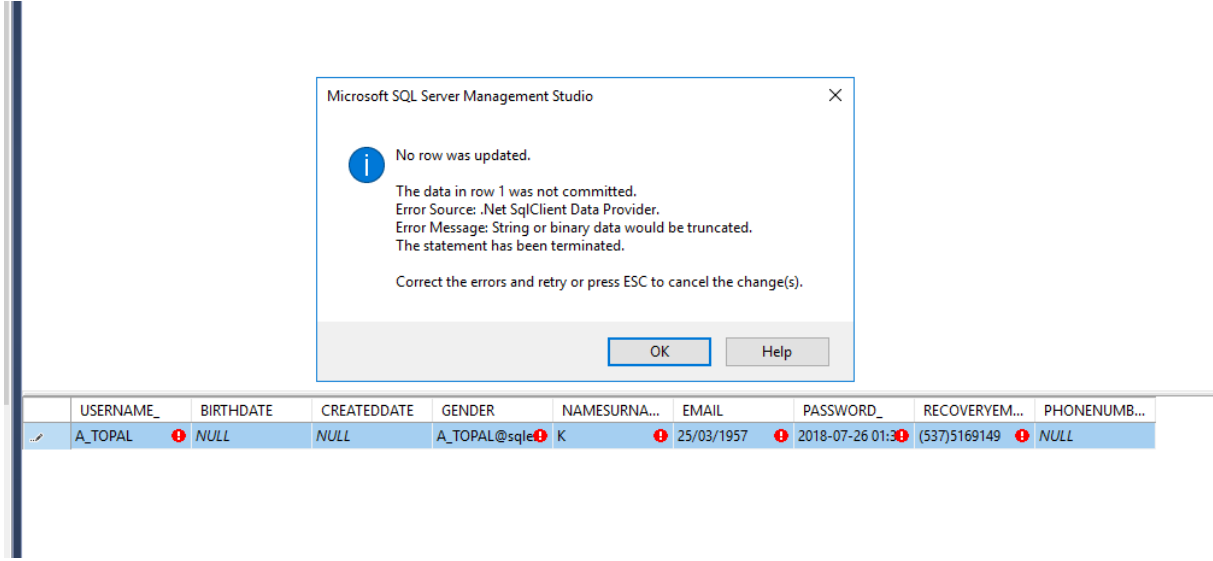 Microsoft SQL Server Management Studio
No row was updated.
The data in row 1 was not committed.
Error Source: .Net SqlClient Data Provider.
Error Message: String or binary data would be truncated.
The statement has been terminated.
Correct the errors and retry or press ESC to cancel the change(s).
OK Help
USERNAME_ BIRTHDATE CREATEDDATE GENDER NAMESURNA... EMAIL PASSWORD_ RECOVERYEM... PHONENUMB...
A_TOPAL NULL NULL A_TOPAL@sqle K 25/03/1957 2018-07-26 01:3 (537)5169149 NULL